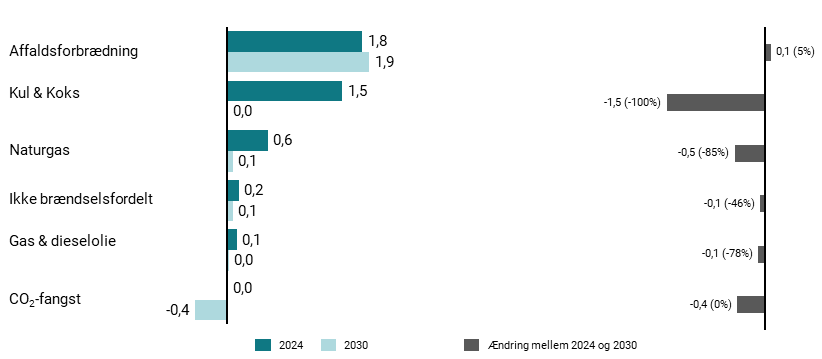 Affaldsforbrædning 1,8 0,1 (5%)
1,9
Kul & Koks 1,5 -1,5 (-100%)
0,0
Naturgas 0,6 -0,5 (-85%)
0,1
Ikke brændselsfordelt 0,2 -0,1 (-46%)
0,1
Gas & dieselolie 0,1 -0,1 (-78%)
0,0
CO₂-fangst 0,0 -0,4 (0%)
-0,4
2024 2030 Ændring mellem 2024 og 2030